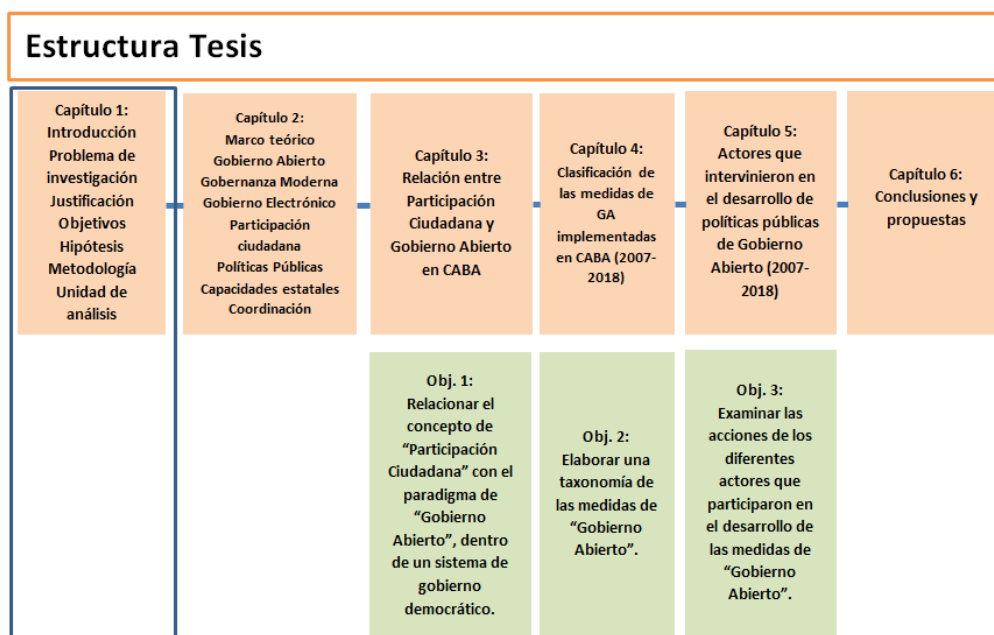 Estructura Tesis
Capítulo 1:
Introducción
Problema de
investigación
Justificación
Objetivos
Hipótesis
Metodología
Unidad de
análisis
Capítulo 2:
Marco teórico
Gobierno Abierto
Gobernanza Moderna
Gobierno Electrónico
Participación
ciudadana
Políticas Públicas
Capacidades estatales
Coordinación
Capítulo 3:
Relación entre
Participación
Ciudadana y
Gobierno Abierto
en CABA
Capítulo 4:
Clasificación de
las medidas de
GA
implementadas
en CABA (2007-
2018)
Capítulo 5:
Actores que
intervinieron en
el desarrollo de
políticas públicas
de Gobierno
Abierto (2007-
2018)
Capítulo 6:
Conclusiones y
propuestas
Obj. 1:
Relacionar el
concepto de
“Participación
Ciudadana” con el
paradigma de
“Gobierno
Abierto”, dentro
de un sistema de
gobierno
democrático.
Obj. 2:
Elaborar una
taxonomía de
las medidas de
“Gobierno
Abierto”.
Obj. 3:
Examinar las
acciones de los
diferentes
actores que
participaron en
el desarrollo de
las medidas de
“Gobierno
Abierto”.